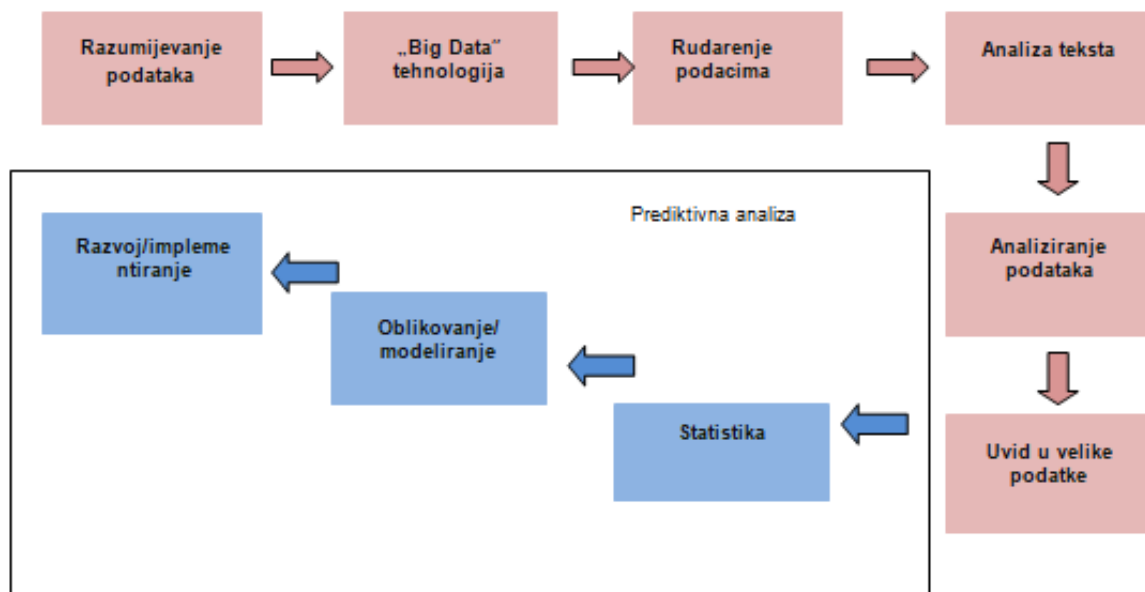 Razumijevanje
podataka
„Big Data“
tehnologija
Rudarenje
podacima
Analiza teksta
Analiziranje
podataka
Uvid u velike
podatke
Prediktivna analiza
Statistika
Oblikovanje/
modeliranje
Razvoj/impleme
ntiranje